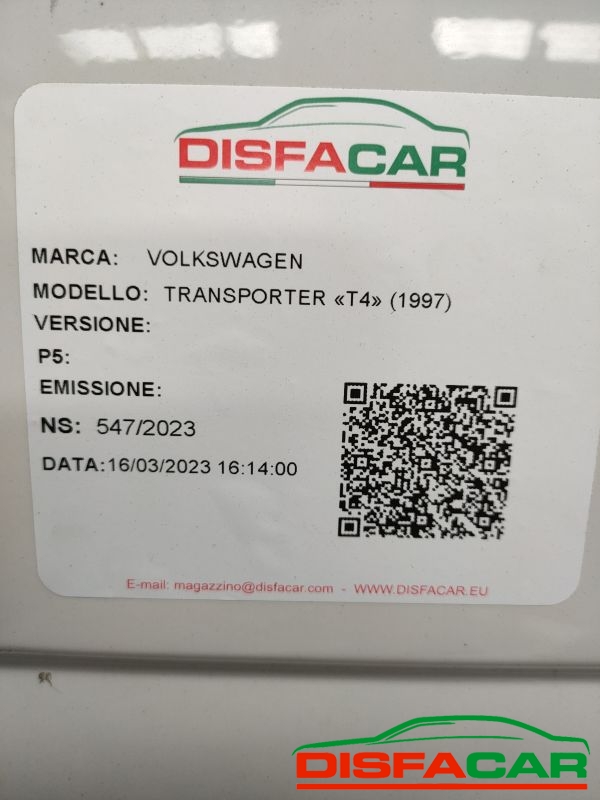 DISFACAR
MARCA: VOLKSWAGEN
MODELLO: TRANSPORTER «T4» (1997)
VERSIONE:
P5:
EMISSIONE:
NS: 547/2023
DATA:16/03/2023 16:14:00
E-mail: magazzino@disfacar.com - WWW.DISFACAR.EU
DISFACAR